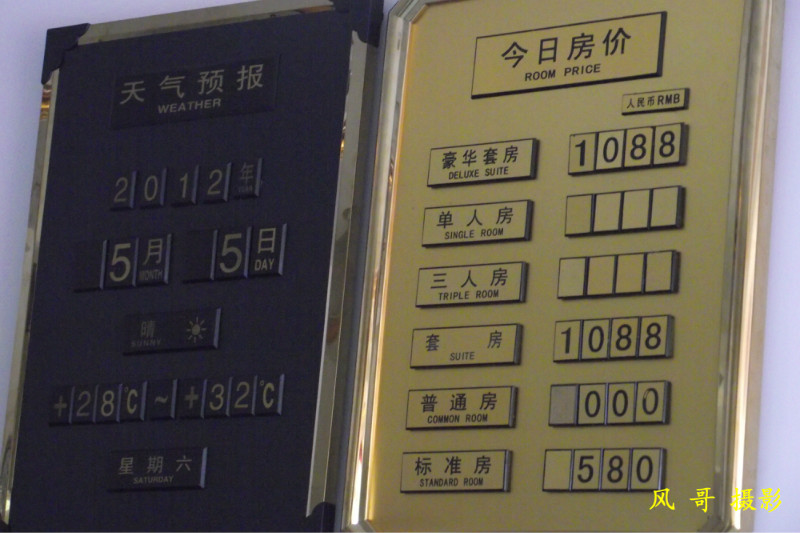 天气预报
WEATHER
2012年
5月 5日
MONTH DAY
晴
SUNNY
+28℃~+32℃
星期六
SATURDAY
今日房价
ROOM PRICE
人民币RMB
豪华套房 1088
DELUXE SUITE
单人房
SINGLE ROOM
三人房
TRIPLE ROOM
套房 1088
SUITE
普通房 000
COMMON ROOM
标准房 580
STANDARD ROOM
风哥摄影